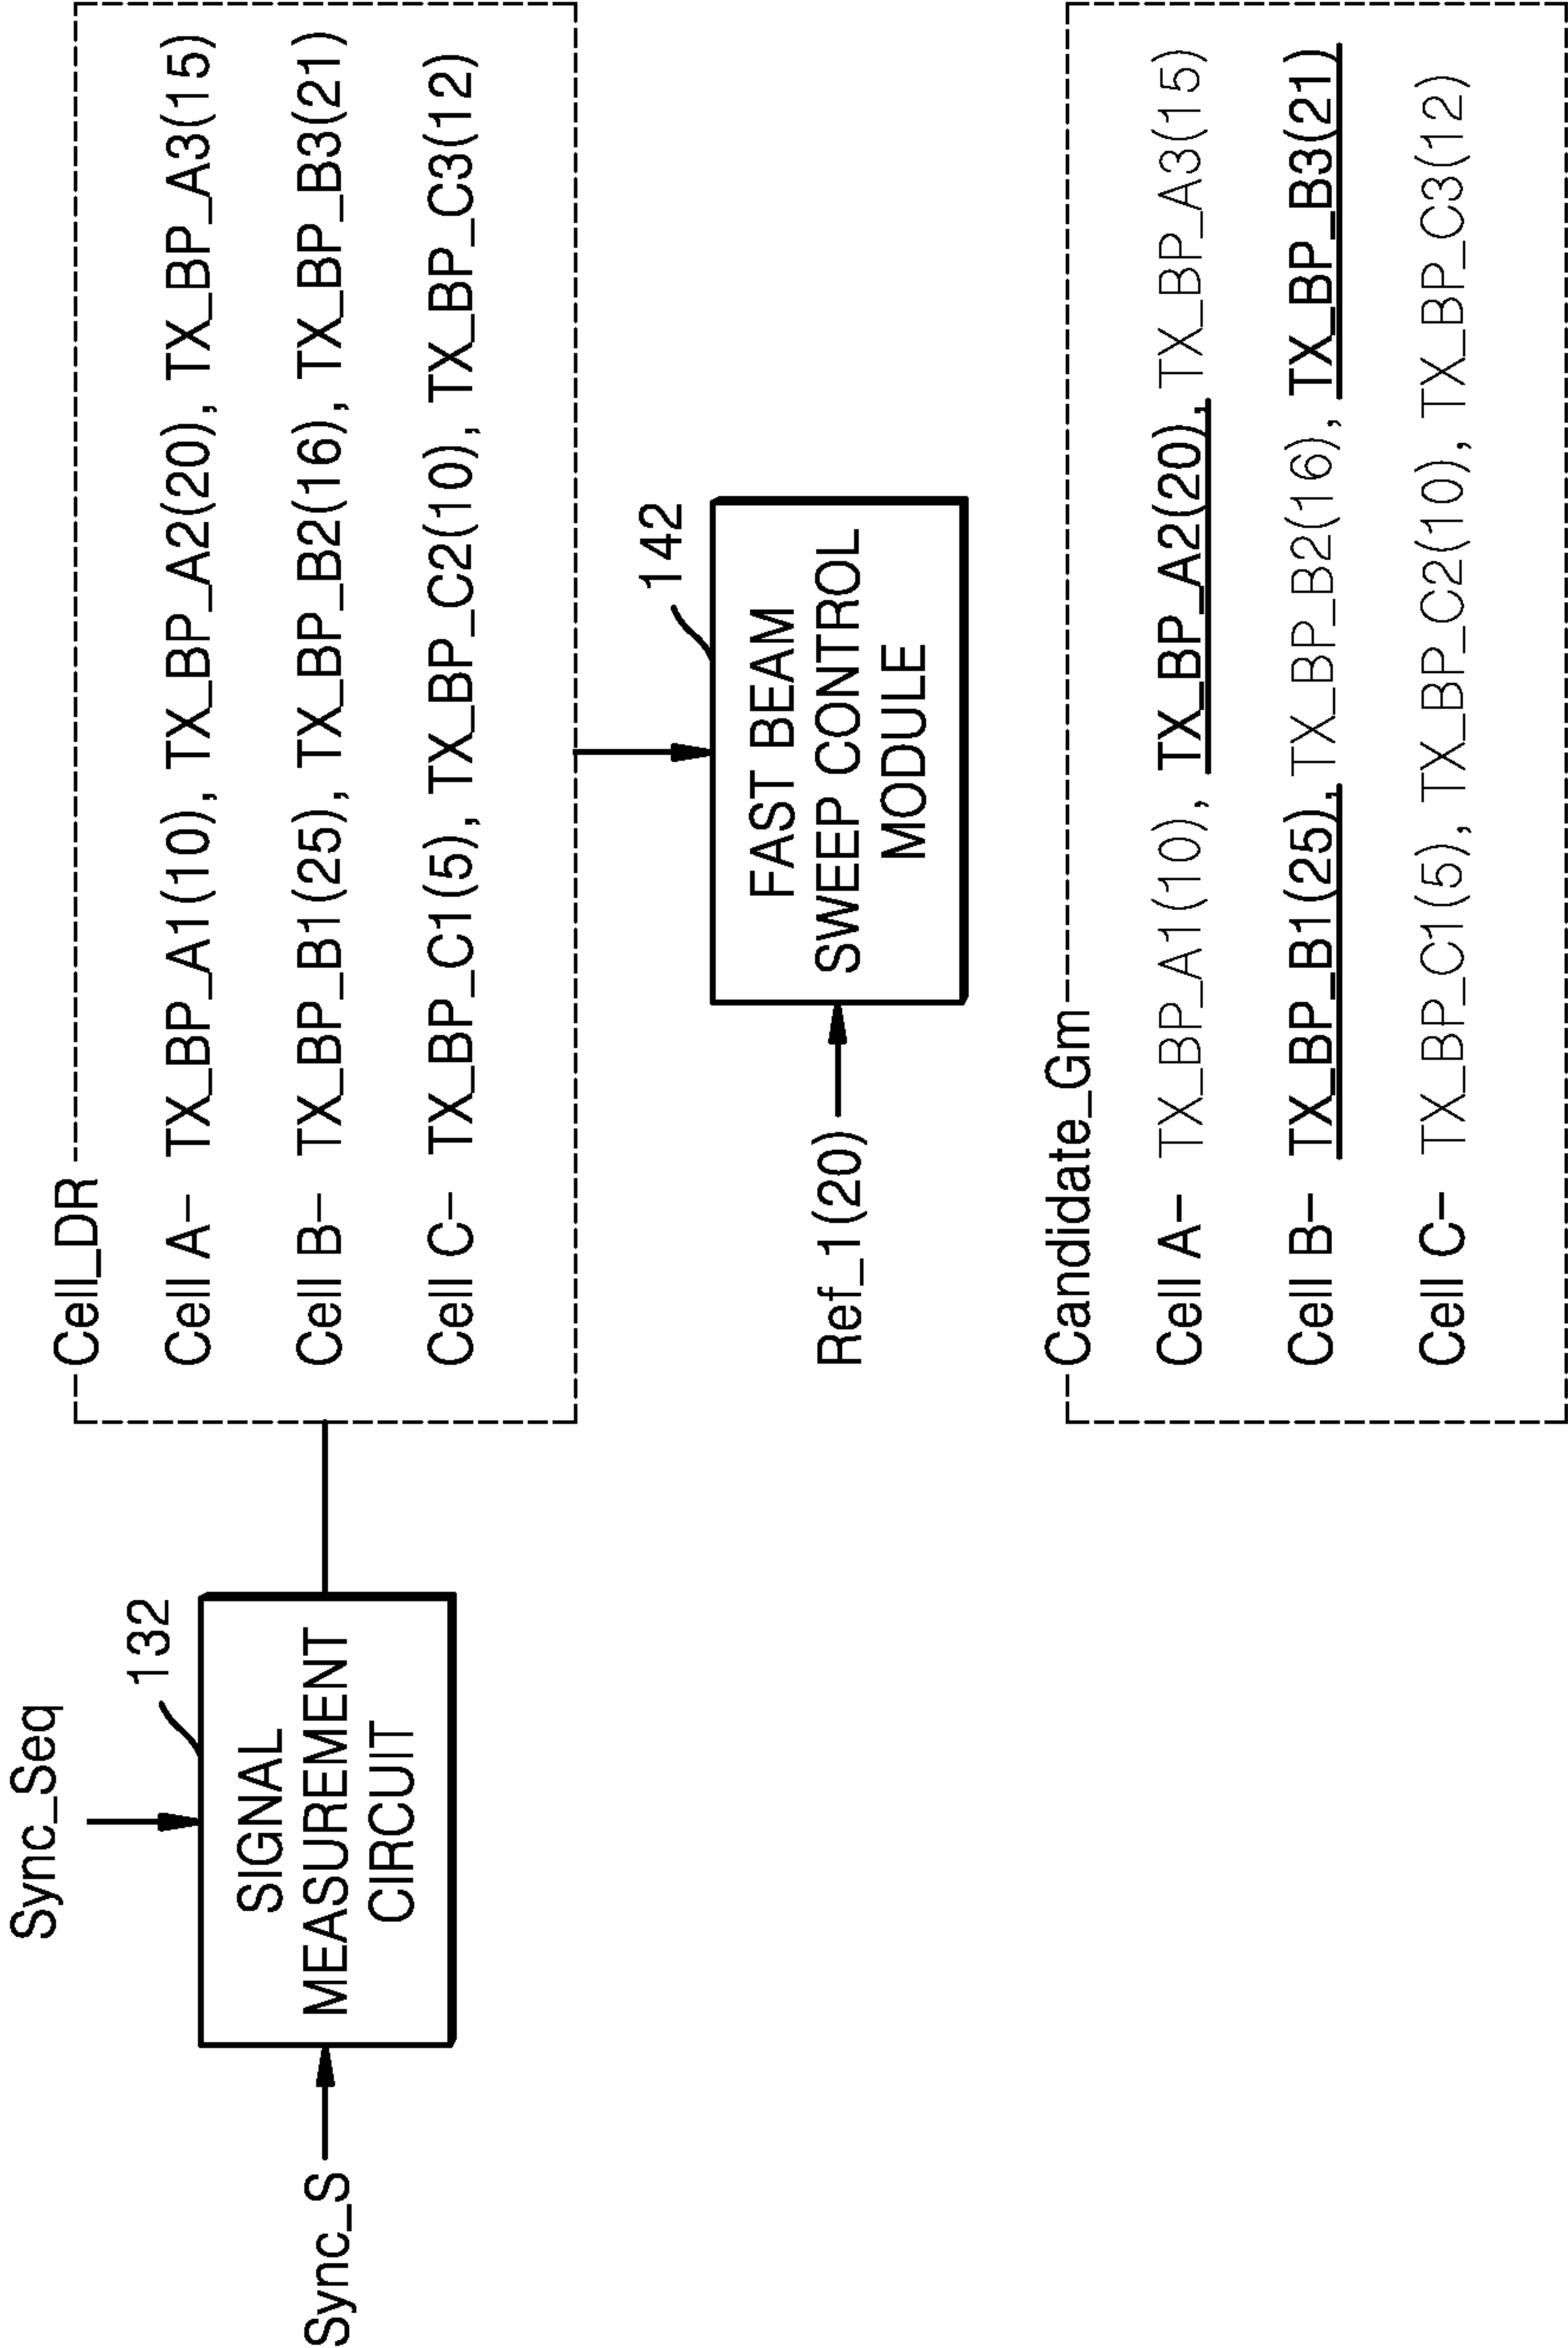 Sync_Seq
132
SIGNAL
MEASUREMENT
CIRCUIT
Sync_S
Cell_DR
Cell A- TX_BP_A1(10), TX_BP_A2(20), TX_BP_A3(15)
Cell B- TX_BP_B1(25), TX_BP_B2(16), TX_BP_B3(21)
Cell C- TX_BP_C1(5), TX_BP_C2(10), TX_BP_C3(12)
142
FAST BEAM
SWEEP CONTROL
MODULE
Ref_1(20)
Candidate_Gm
Cell A- TX_BP_A1(10), TX_BP_A2(20), TX_BP_A3(15)
Cell B- TX_BP_B1(25), TX_BP_B2(16), TX_BP_B3(21)
Cell C- TX_BP_C1(5), TX_BP_C2(10), TX_BP_C3(12)